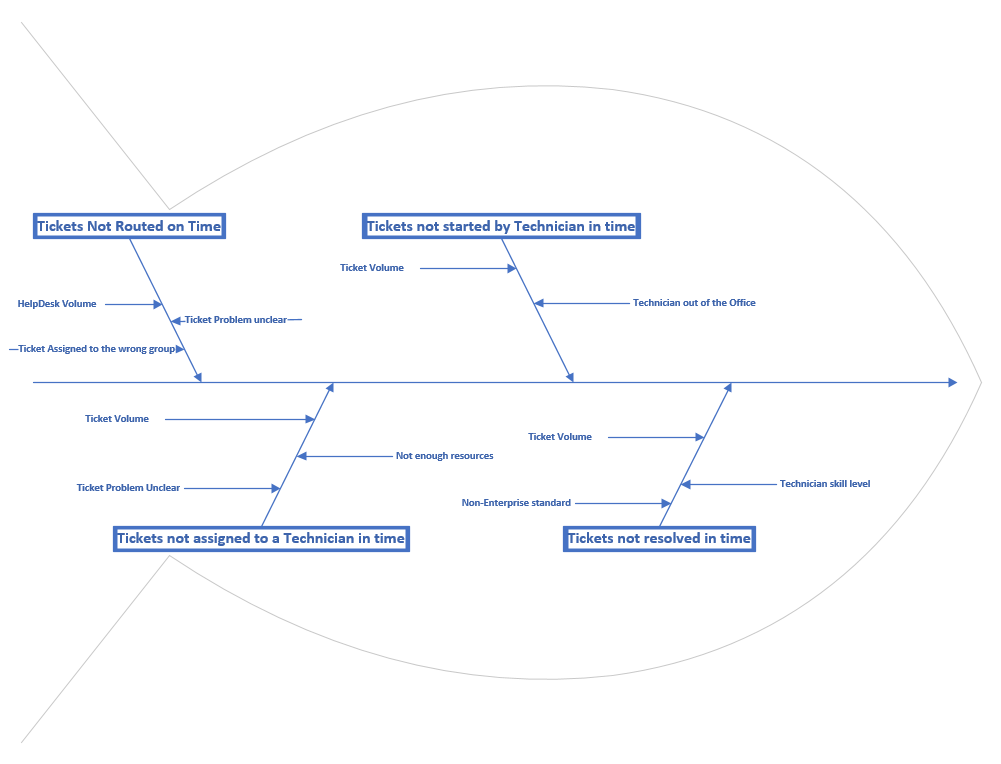 Tickets Not Routed on Time
Tickets not started by Technician in time
Ticket Volume
HelpDesk Volume
Technician out of the Office
Ticket Problem unclear
Ticket Assigned to the wrong group
Ticket Volume
Ticket Volume
Not enough resources
Ticket Problem Unclear
Technician skill level
Non-Enterprise standard
Tickets not assigned to a Technician in time
Tickets not resolved in time